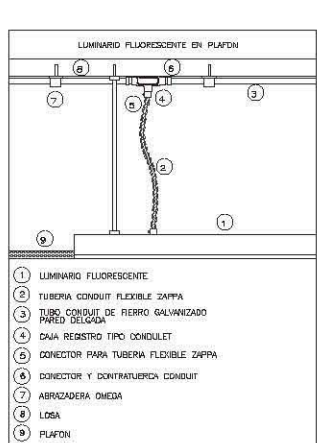 LUMINARIO FLUORESCENTE EN PLAFON
8
6
7
5
4
3
2
1
9
1 LUMINARIO FLUORESCENTE
2 TUBERIA CONDUIT FLEXIBLE ZAPPA
3 TUBO CONDUIT DE FIERRO GALVANIZADO
PARED DELGADA
4 CAJA REGISTRO TIPO CONDULET
5 CONECTOR PARA TUBERIA FLEXIBLE ZAPPA
6 CONECTOR Y CONTRATUERCA CONDUIT
7 ABRAZADERA OMEGA
8 LOSA
9 PLAFON